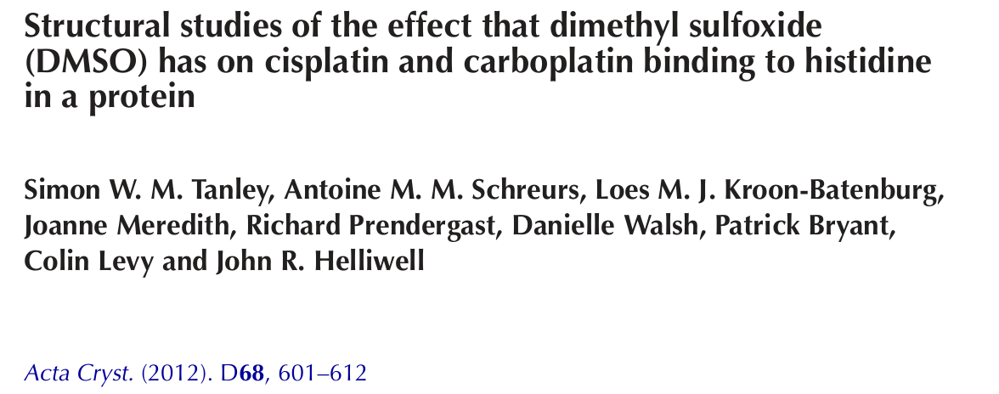 Structural studies of the effect that dimethyl sulfoxide
(DMSO) has on cisplatin and carboplatin binding to histidine
in a protein
Simon W. M. Tanley, Antoine M. M. Schreurs, Loes M. J. Kroon-Batenburg,
Joanne Meredith, Richard Prendergast, Danielle Walsh, Patrick Bryant,
Colin Levy and John R. Helliwell
Acta Cryst. (2012). D68, 601–612